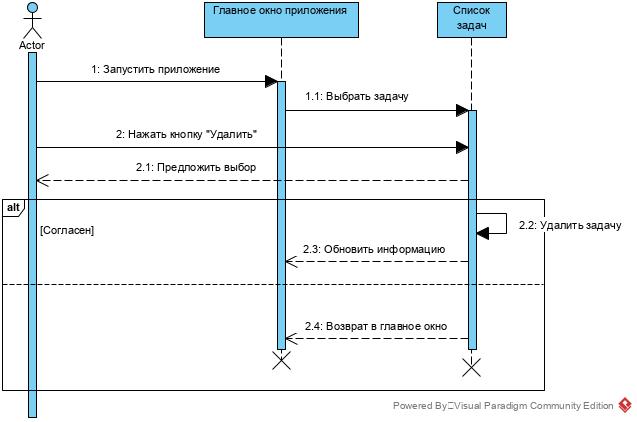 Главное окно приложения
Список
задач
Actor
1: Запустить приложение
1.1: Выбрать задачу
2: Нажать кнопку "Удалить"
2.1: Предложить выбор
alt
[Согласен]
2.2: Удалить задачу
2.3: Обновить информацию
2.4: Возврат в главное окно
Powered By Visual Paradigm Community Edition